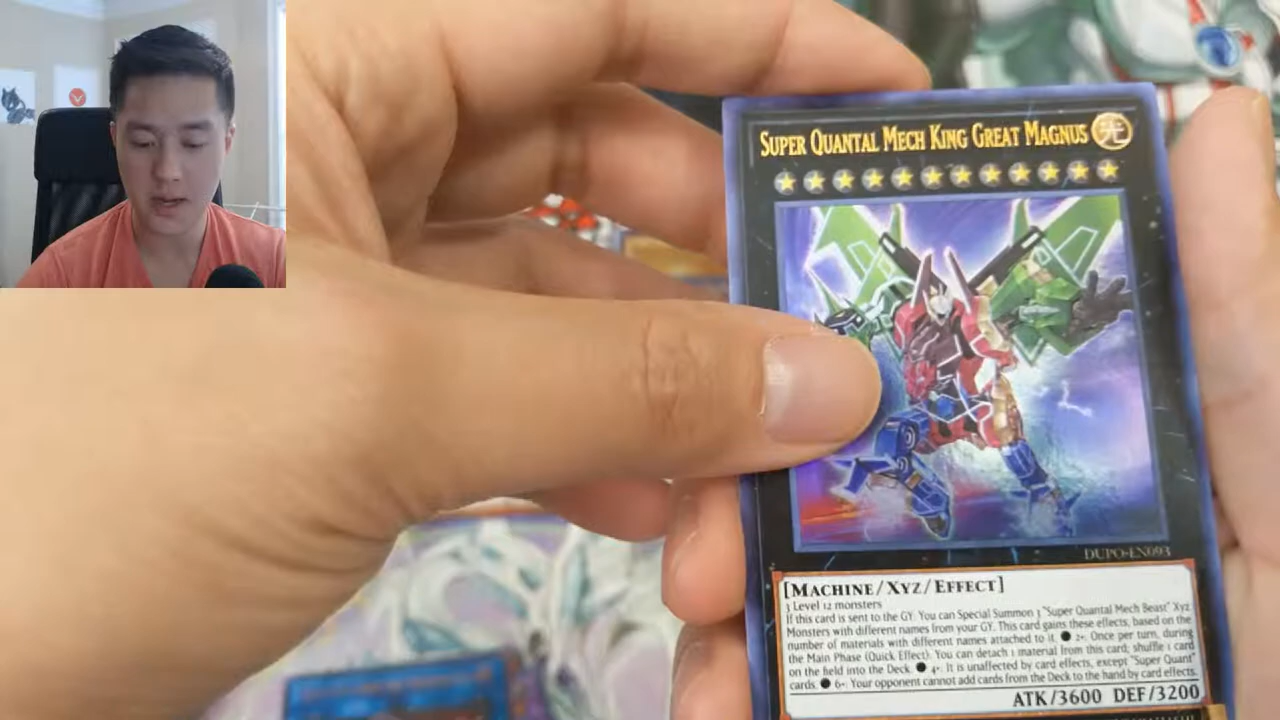 SUPER QUANTAL MECH KING GREAT MAGNUS 光
DUPO-EN093
[MACHINE/XYZ/EFFECT]
3 Level 12 monsters
If this card is sent to the GY: You can Special Summon 3 "Super Quantal Mech Beast" Xyz
Monsters with different names from your GY. This card gains these effects, based on the
number of materials with different names attached to it. ● 2+: Once per turn, during
the Main Phase (Quick Effect): You can detach 1 material from this card; shuffle 1 card
on the field into the Deck. ● 4+: It is unaffected by card effects, except "Super Quant"
cards. ● 6+: Your opponent cannot add cards from the Deck to the hand by card effects.
ATK/3600 DEF/3200